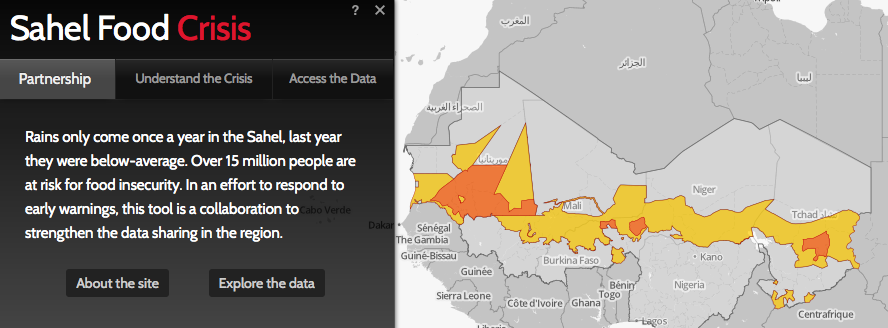 ? ×
Sahel Food Crisis
Partnership
Understand the Crisis
Access the Data
Rains only come once a year in the Sahel, last year
they were below-average. Over 15 million people are
at risk for food insecurity. In an effort to respond to
early warnings, this tool is a collaboration to
strengthen the data sharing in the region.
About the site
Explore the data
المغرب
الجزائر
ليبيا
الصحراء الغربية
موريتانيا
Cabo Verde
Mali
Niger
Tchad تشاد
Dakar
Sénégal
The Gambia
Guiné-Bissau
Burkina Faso
Kano
Guinée
Bénin
Nigeria
Sierra Leone
Côte d'Ivoire
Ghana
Togo
Lagos
Centrafrique
Liberia